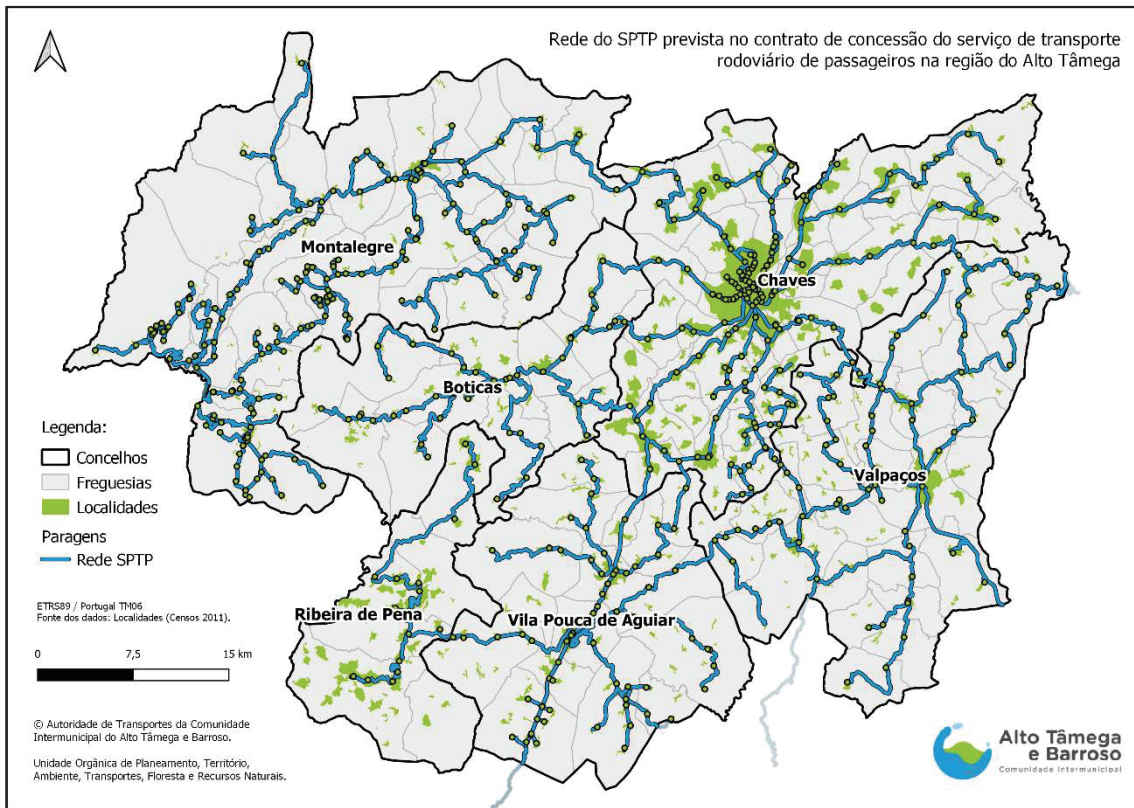 Rede do SPTP prevista no contrato de concessão do serviço de transporte
rodoviário de passageiros na região do Alto Tâmega
Montalegre
Chaves
Boticas
Valpaços
Ribeira de Pena
Vila Pouca de Aguiar
Legenda:
Concelhos
Freguesias
Localidades
Paragens
Rede SPTP
ETRS89 / Portugal TM06
Fonte dos dados: Localidades (Censos 2011).
0 7,5 15 km
© Autoridade de Transportes da Comunidade
Intermunicipal do Alto Tâmega e Barroso.
Unidade Orgânica de Planeamento, Território,
Ambiente, Transportes, Floresta e Recursos Naturais.
Alto Tâmega
e Barroso
Comunidade Intermunicipal